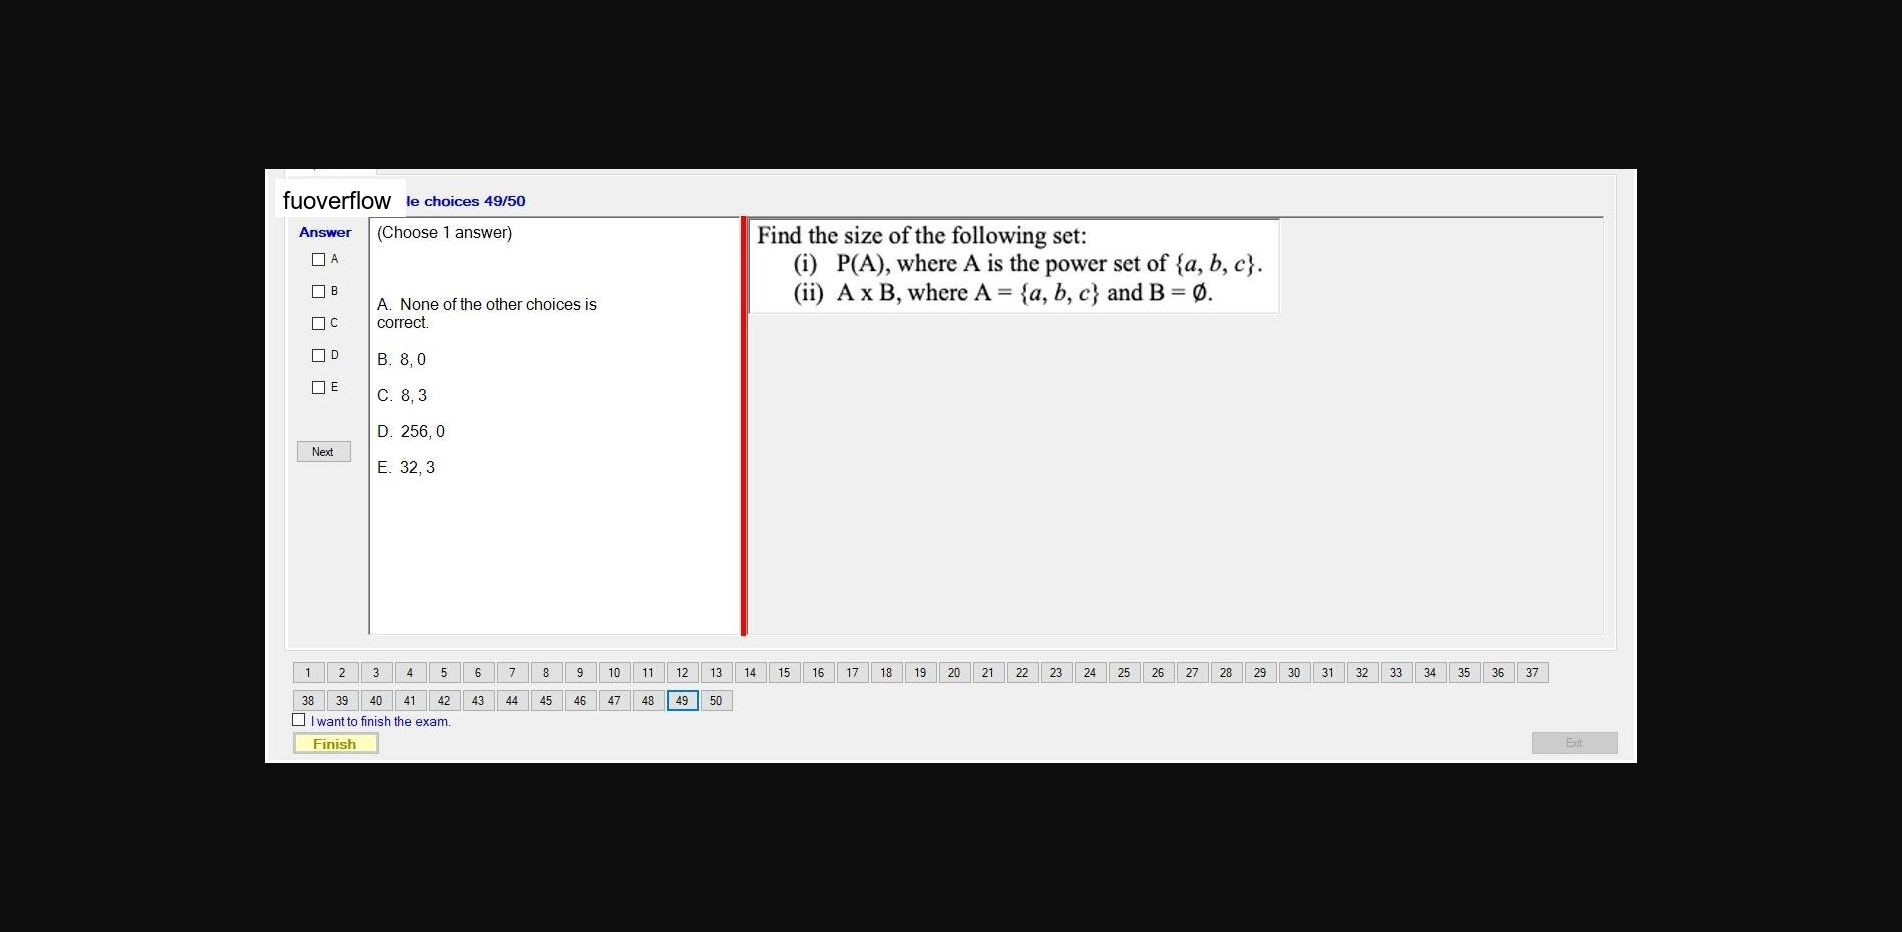 fuoverflow le choices 49/50
Answer
A
B
C
D
E
Next
(Choose 1 answer)
A. None of the other choices is
correct.
B. 8, 0
C. 8, 3
D. 256, 0
E. 32, 3
Find the size of the following set:
(i) P(A), where A is the power set of {a, b, c}.
(ii) A x B, where A = {a, b, c} and B = Ø.
1 2 3 4 5 6 7 8 9 10 11 12 13 14 15 16 17 18 19 20 21 22 23 24 25 26 27 28 29 30 31 32 33 34 35 36 37
38 39 40 41 42 43 44 45 46 47 48 49 50
I want to finish the exam.
Finish
Exit